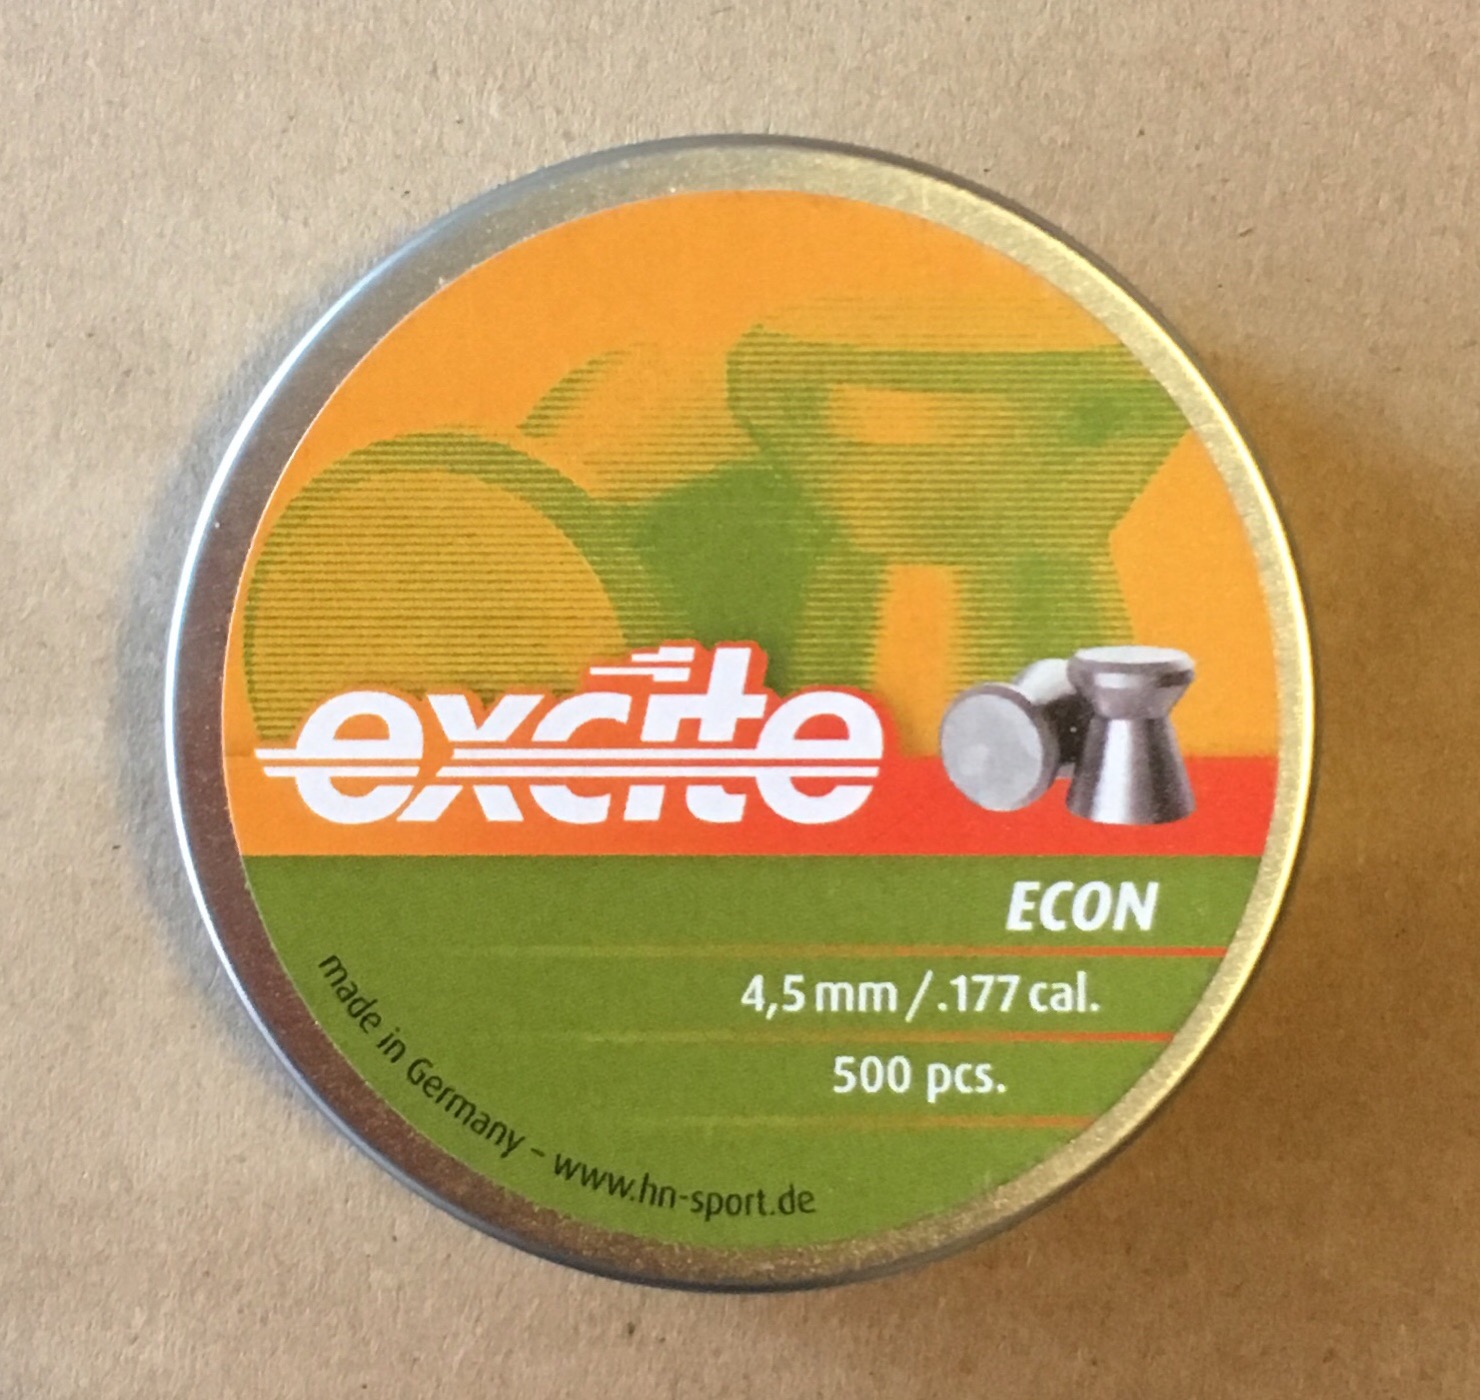 excite
ECON
4,5 mm / .177 cal.
500 pcs.
made in Germany – www.hn-sport.de